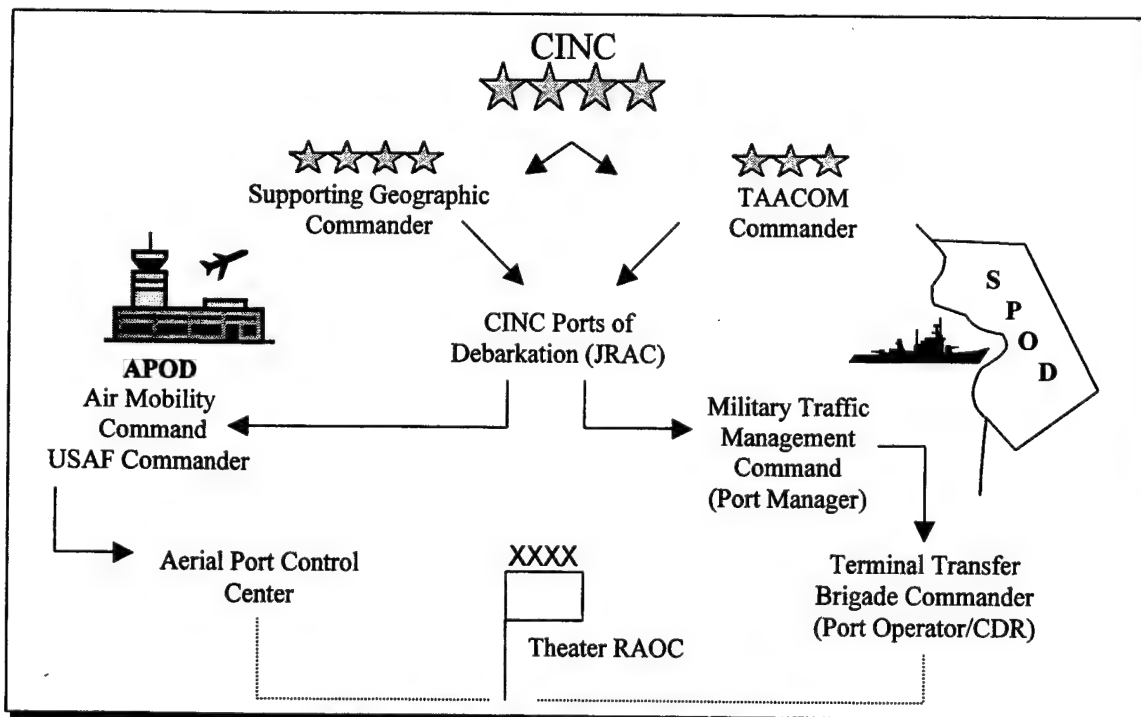 CINC
Supporting Geographic
Commander
TAACOM
Commander
S
P
O
D
CINC Ports of
Debarkation (JRAC)
APOD
Air Mobility
Command
USAF Commander
Military Traffic
Management
Command
(Port Manager)
Aerial Port Control
Center
XXXX
Theater RAOC
Terminal Transfer
Brigade Commander
(Port Operator/CDR)